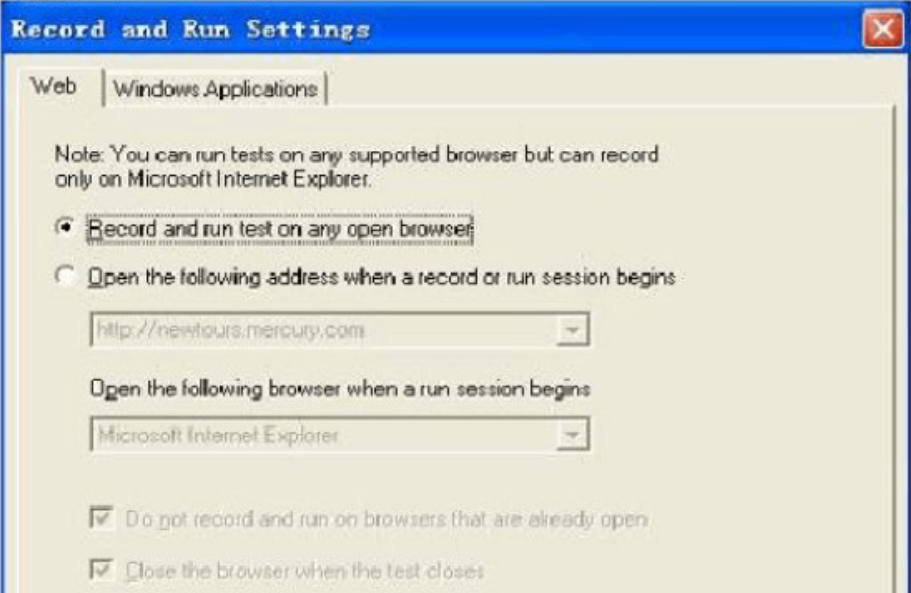 Record and Run Settings
Web
Windows Applications
Note: You can run tests on any supported browser but can record
only on Microsoft Internet Explorer.
Record and run test on any open browser
Open the following address when a record or run session begins
http://newtours.mercury.com
Open the following browser when a run session begins
Microsoft Internet Explorer
Do not record and run on browsers that are already open
Close the browser when the test closes